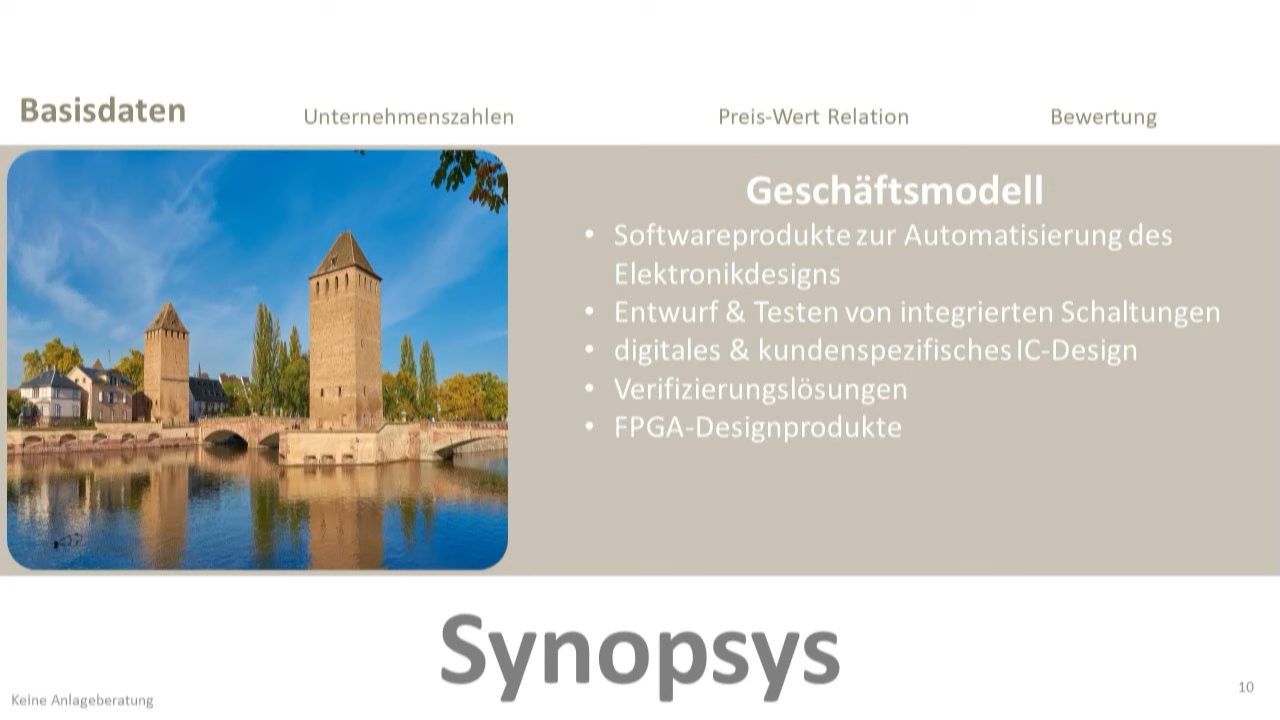 Basisdaten
Unternehmenszahlen
Preis-Wert Relation
Bewertung
Geschäftsmodell
• Softwareprodukte zur Automatisierung des
Elektronikdesigns
• Entwurf & Testen von integrierten Schaltungen
• digitales & kundenspezifisches IC-Design
• Verifizierungslösungen
• FPGA-Designprodukte
Synopsys
Keine Anlageberatung
10